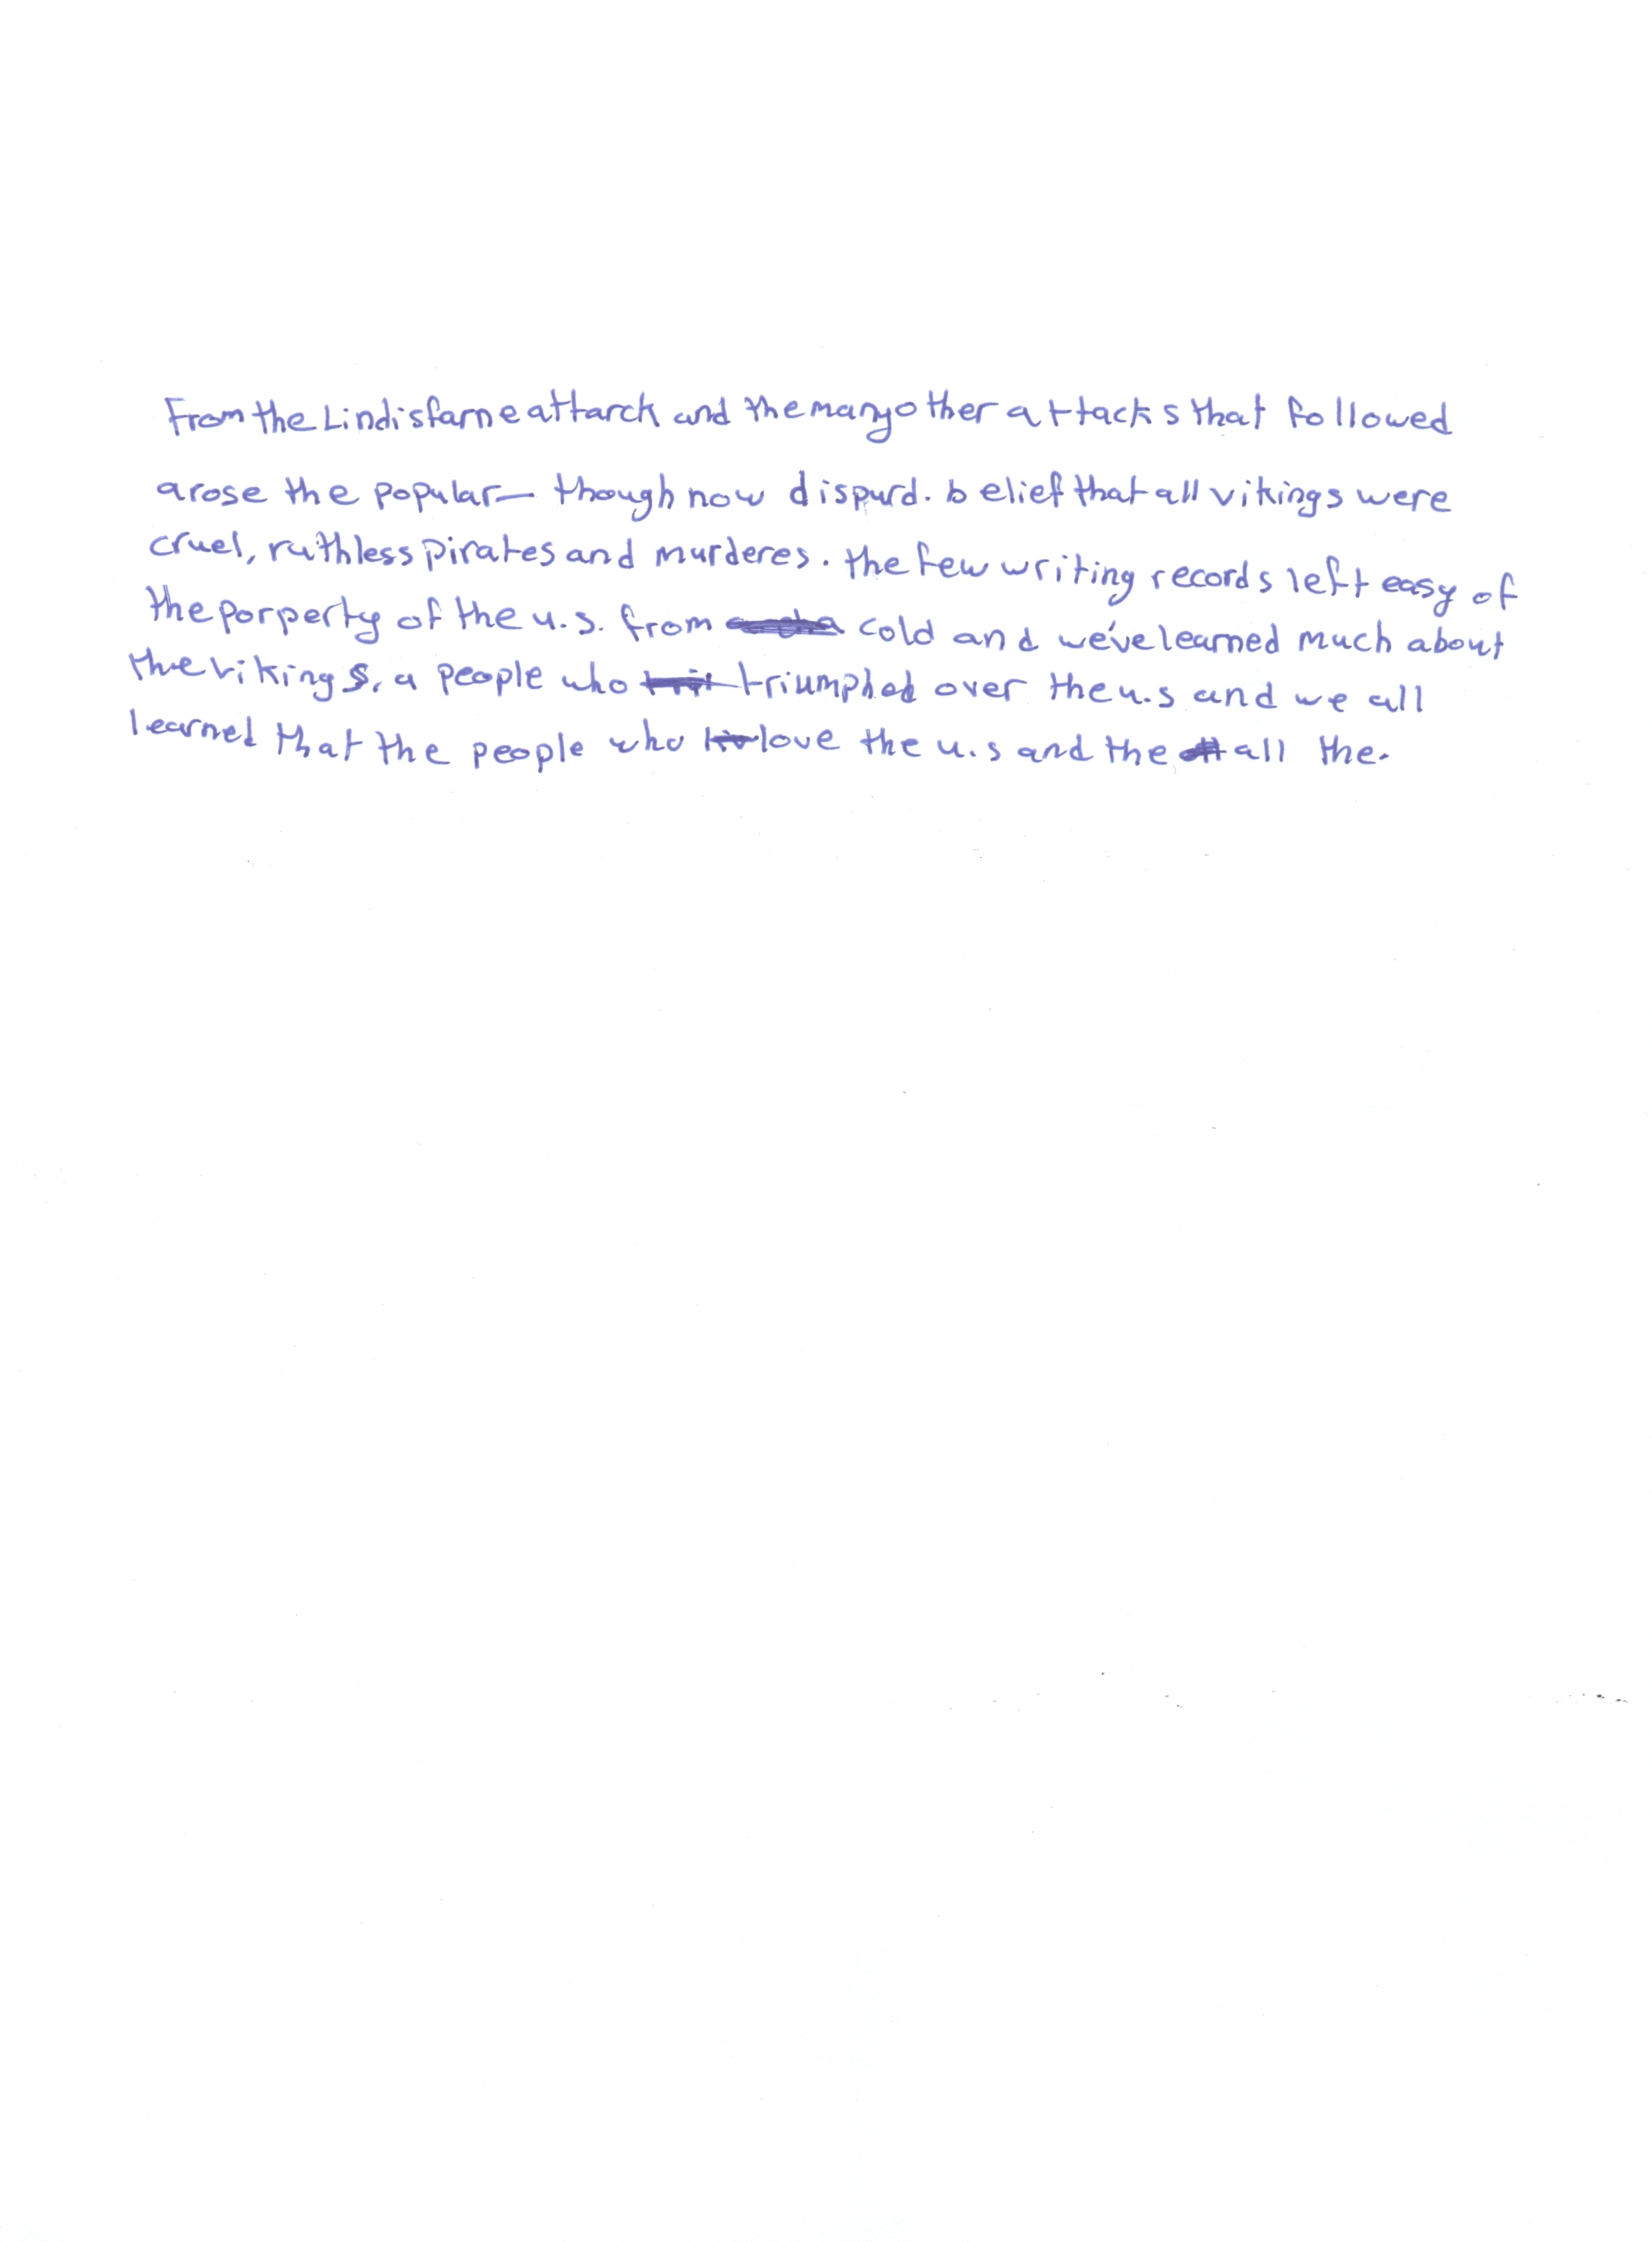 From the Lindisfarne attarck and the many other attacks that followed
arose the popular— though now dispurd. belief that all vikings were
cruel, ruthless pirates and murderes. the few writing records left easy of
the porperty of the u.s. from cold and we've learned much about
the vikings, a people who triumphed over the u.s and we all
learned that the people who love the u.s and the all the.